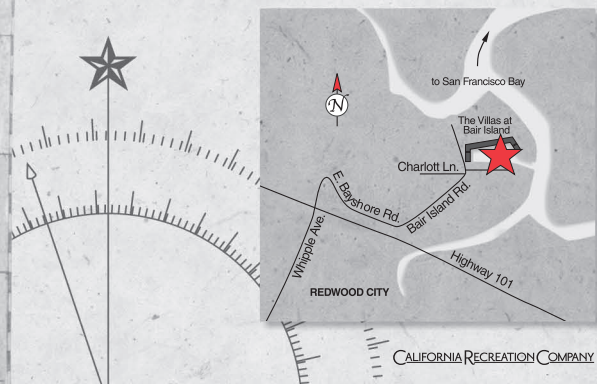 to San Francisco Bay
N
The Villas at
Bair Island
Charlott Ln.
E. Bayshore Rd.
Bair Island Rd.
Whipple Ave.
Highway 101
REDWOOD CITY
CALIFORNIA RECREATION COMPANY